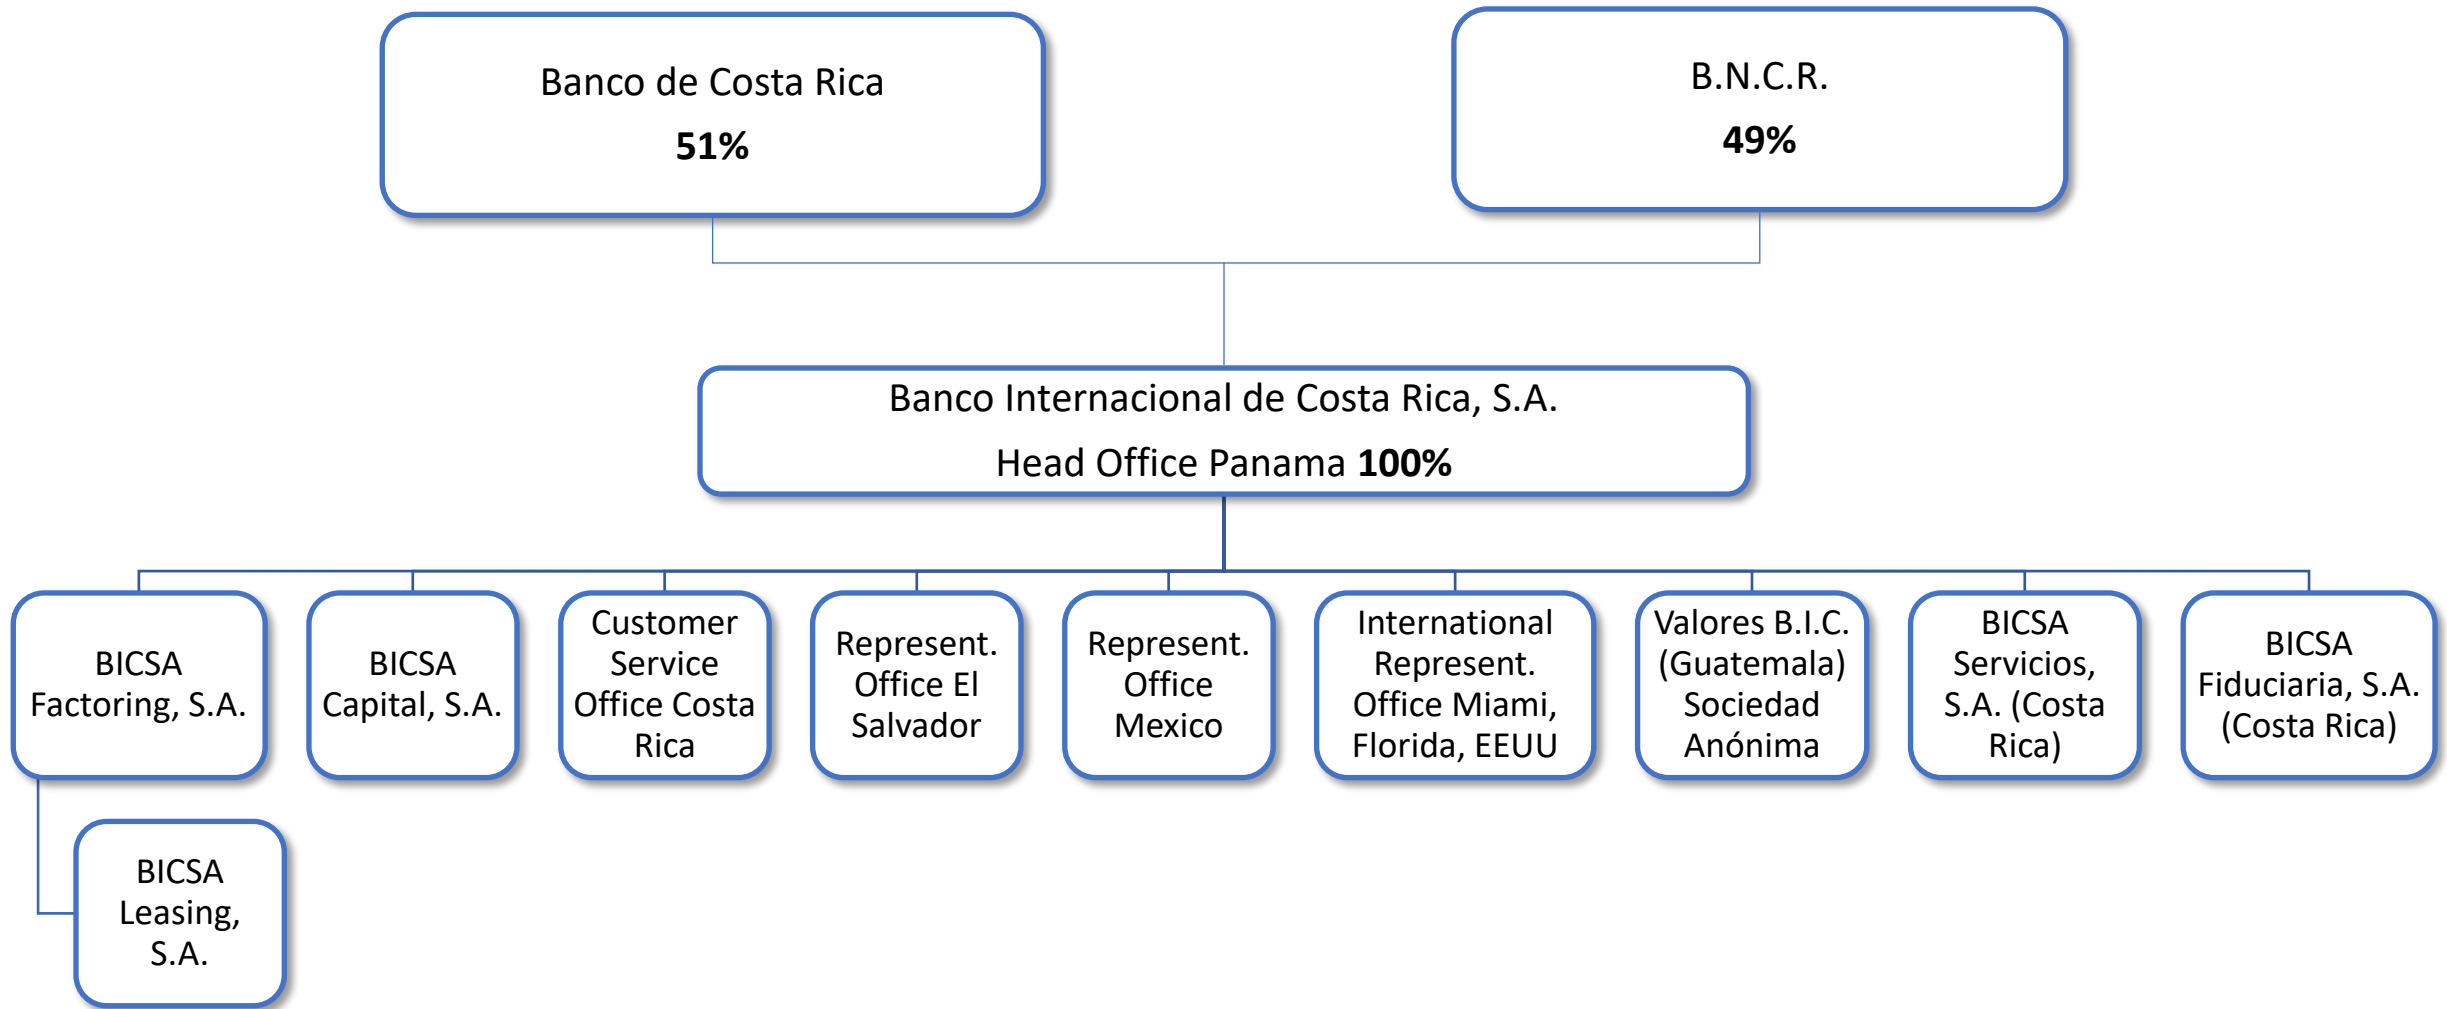 Banco de Costa Rica
51%
B.N.C.R.
49%
Banco Internacional de Costa Rica, S.A.
Head Office Panama 100%
BICSA
Factoring, S.A.
BICSA
Capital, S.A.
Customer
Service
Office Costa
Rica
Represent.
Office El
Salvador
Represent.
Office
Mexico
International
Represent.
Office Miami,
Florida, EEUU
Valores B.I.C.
(Guatemala)
Sociedad
Anónima
BICSA
Servicios,
S.A. (Costa
Rica)
BICSA
Fiduciaria, S.A.
(Costa Rica)
BICSA
Leasing,
S.A.